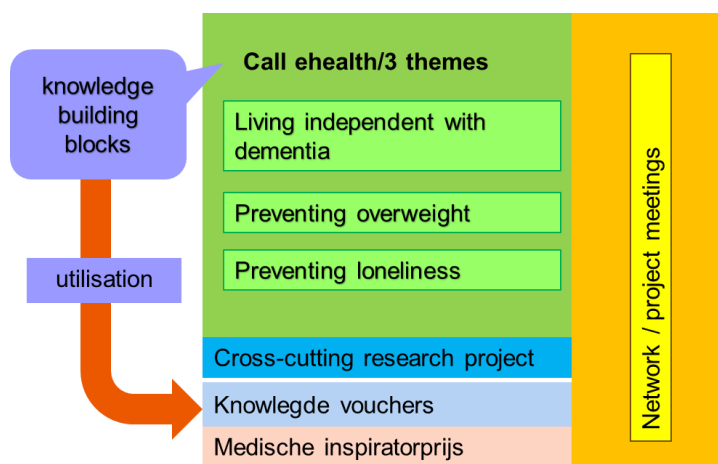 Call ehealth/3 themes
knowledge
building
blocks
Living independent with
dementia
Preventing overweight
Preventing loneliness
utilisation
Cross-cutting research project
Knowlegde vouchers
Medische inspiratorprijs
Network / project meetings